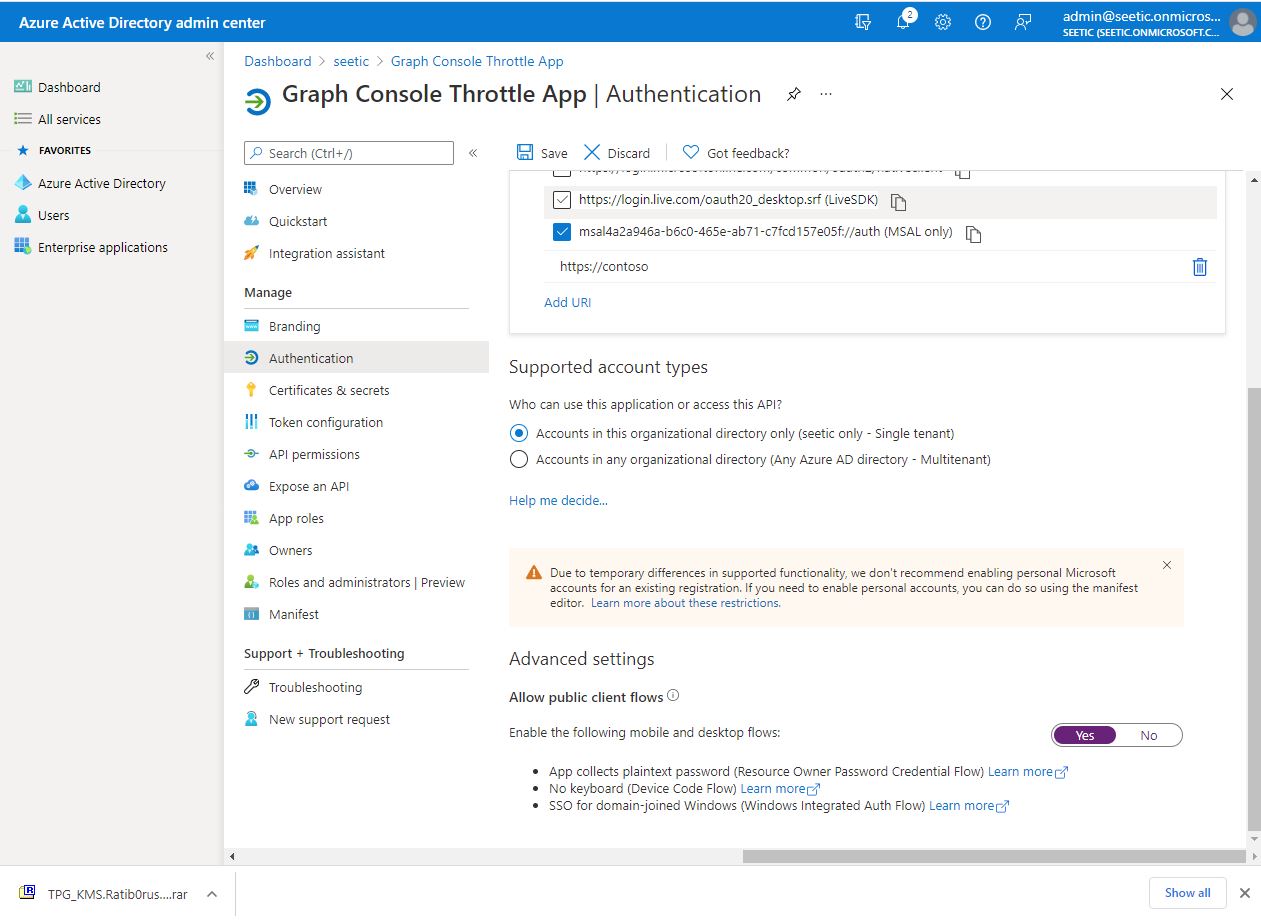 Azure Active Directory admin center
2
admin@seetic.onmicros...
SEETIC (SEETIC.ONMICROSOFT.C...
«
Dashboard
All services
FAVORITES
Azure Active Directory
Users
Enterprise applications
Dashboard > seetic > Graph Console Throttle App
Graph Console Throttle App | Authentication
...
Search (Ctrl+/)
«
Overview
Quickstart
Integration assistant
Manage
Branding
Authentication
Certificates & secrets
Token configuration
API permissions
Expose an API
App roles
Owners
Roles and administrators | Preview
Manifest
Support + Troubleshooting
Troubleshooting
New support request
Save Discard Got feedback?
https://login.live.com/oauth20_desktop.srf (LiveSDK)
msal4a2a946a-b6c0-465e-ab71-c7fcd157e05f://auth (MSAL only)
https://contoso
Add URI
Supported account types
Who can use this application or access this API?
Accounts in this organizational directory only (seetic only - Single tenant)
Accounts in any organizational directory (Any Azure AD directory - Multitenant)
Help me decide...
Due to temporary differences in supported functionality, we don't recommend enabling personal Microsoft
accounts for an existing registration. If you need to enable personal accounts, you can do so using the manifest
editor. Learn more about these restrictions.
Advanced settings
Allow public client flows
Enable the following mobile and desktop flows:
Yes No
• App collects plaintext password (Resource Owner Password Credential Flow) Learn more
• No keyboard (Device Code Flow) Learn more
• SSO for domain-joined Windows (Windows Integrated Auth Flow) Learn more
TPG_KMS.Ratib0rus....rar
Show all